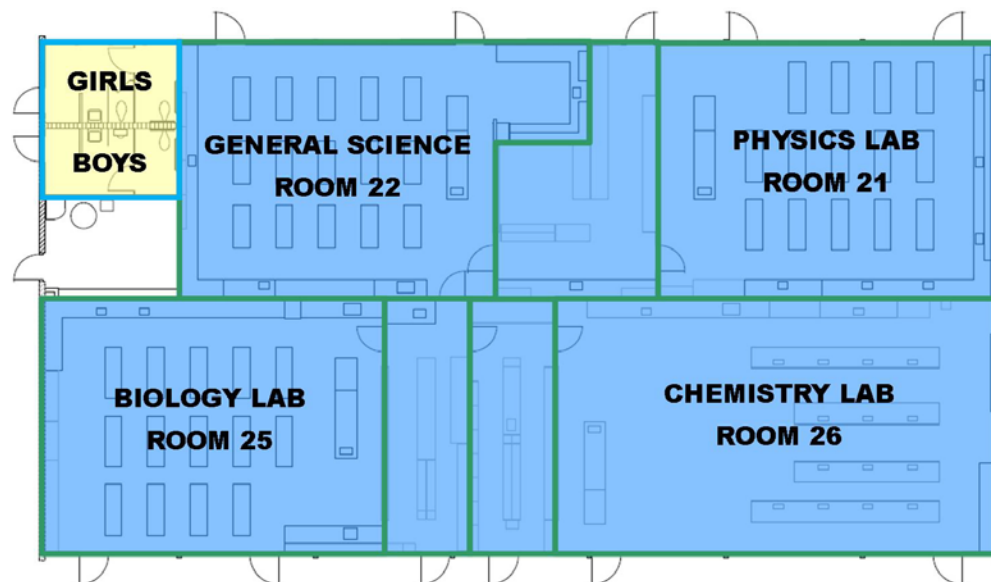 GIRLS
BOYS
GENERAL SCIENCE
ROOM 22
PHYSICS LAB
ROOM 21
BIOLOGY LAB
ROOM 25
CHEMISTRY LAB
ROOM 26